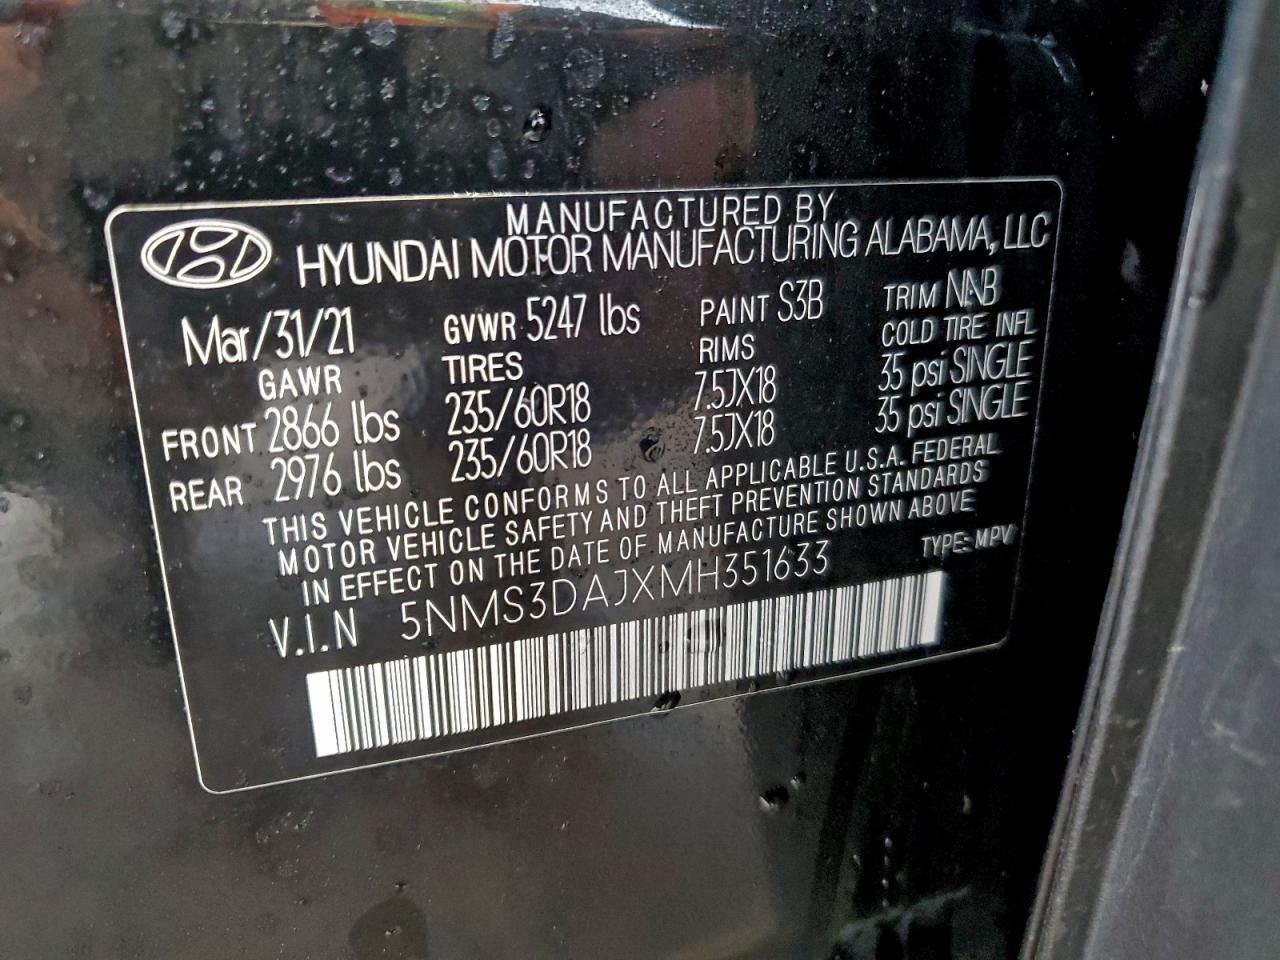 MANUFACTURED BY
HYUNDAI MOTOR MANUFACTURING ALABAMA, LLC
Mar/31/21 GVWR 5247 lbs PAINT S3B TRIM NNB
GAWR TIRES RIMS COLD TIRE INFL
FRONT 2866 lbs 235/60R18 7.5JX18 35 psi SINGLE
REAR 2976 lbs 235/60R18 7.5JX18 35 psi SINGLE
THIS VEHICLE CONFORMS TO ALL APPLICABLE U.S.A. FEDERAL
MOTOR VEHICLE SAFETY AND THEFT PREVENTION STANDARDS
IN EFFECT ON THE DATE OF MANUFACTURE SHOWN ABOVE
V.I.N 5NMS3DAJXMH351633 TYPE: MPV